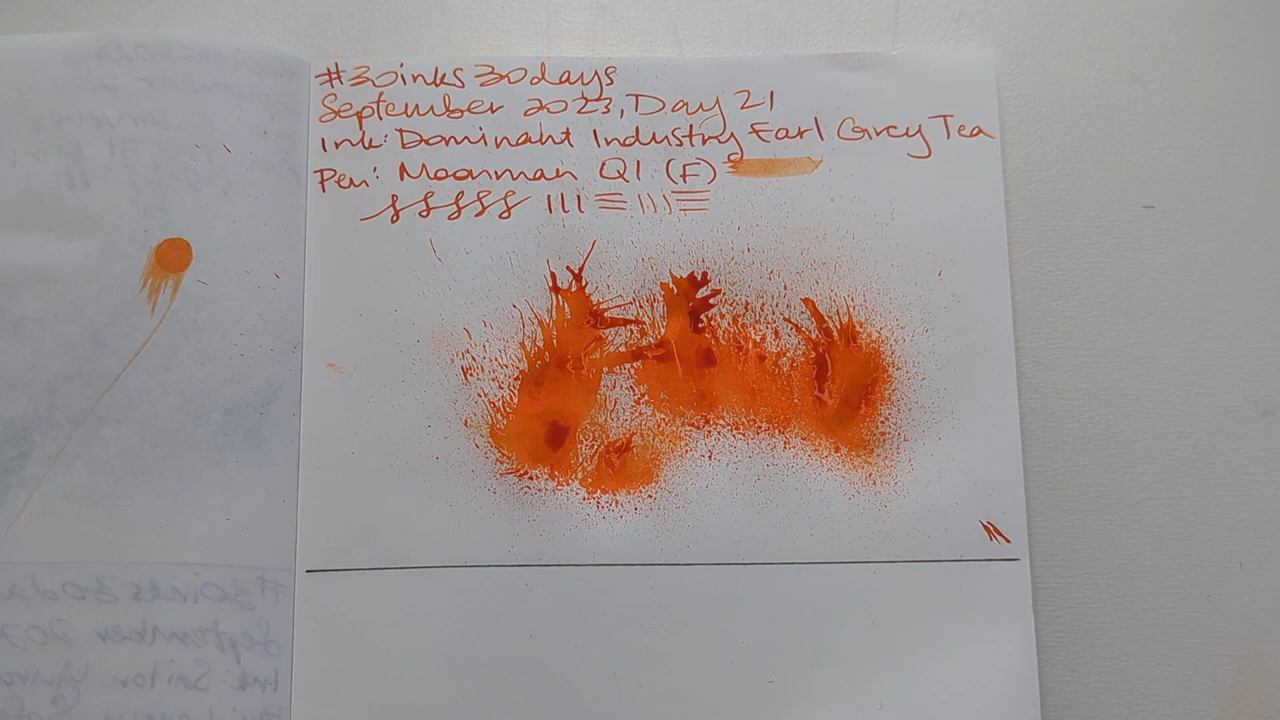 #30inks30days
September 2023, Day 21
Ink: Dominant Industry Earl Grey Tea
Pen: Moonman Q1 (F)